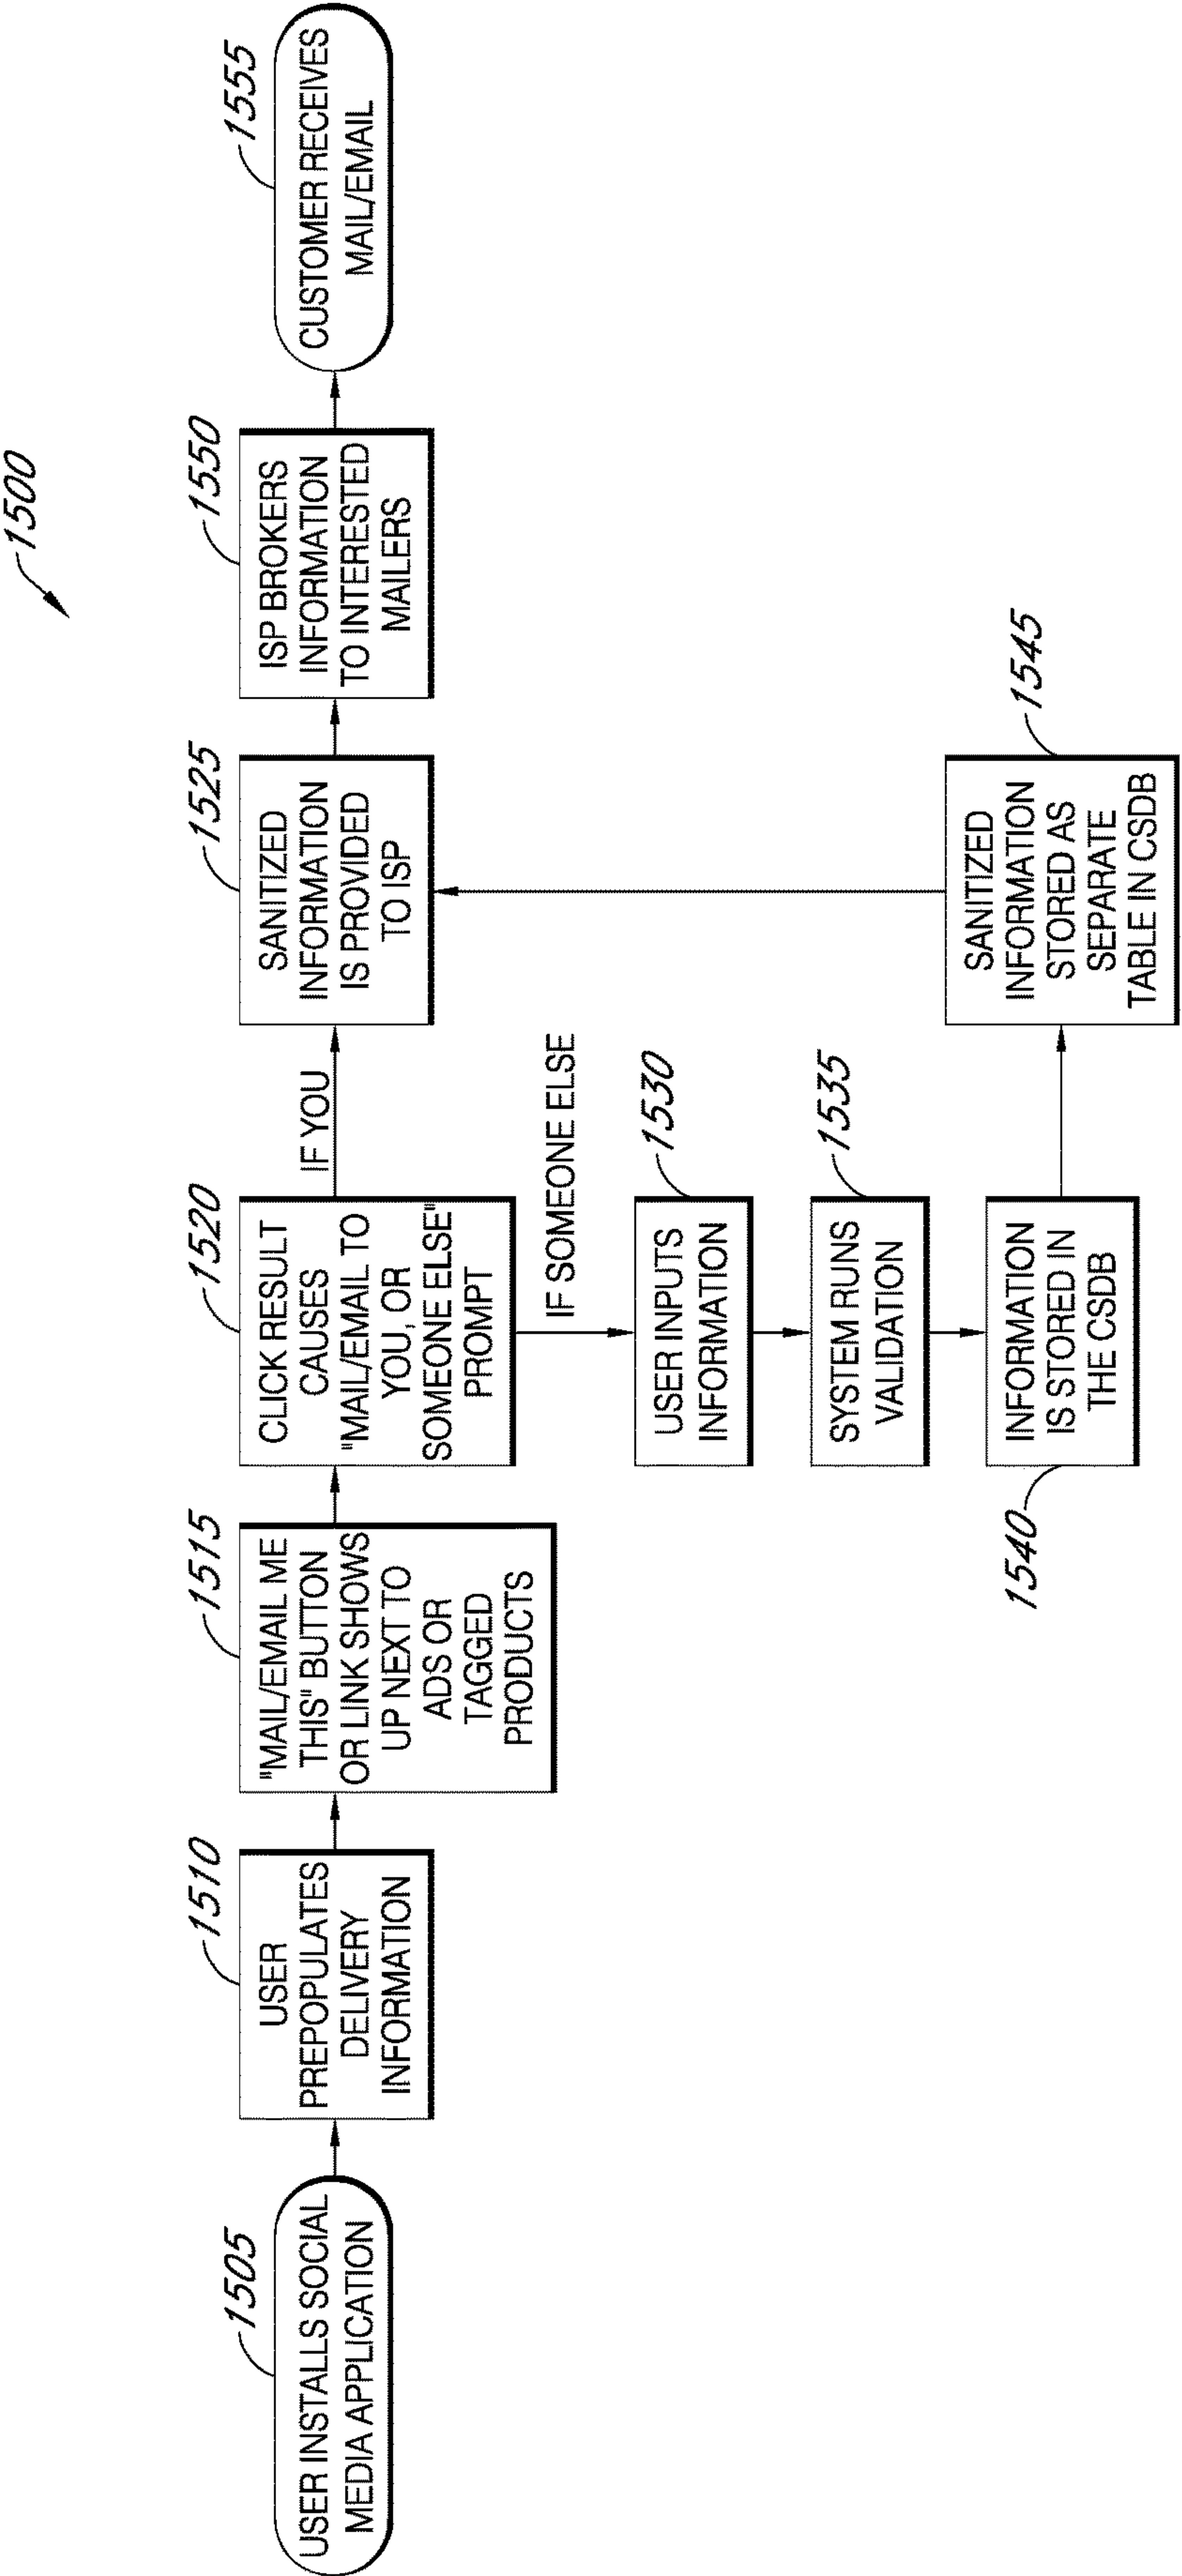 1500
1505
USER INSTALLS SOCIAL
MEDIA APPLICATION
1510
USER
PREPOPULATES
DELIVERY
INFORMATION
1515
"MAIL/EMAIL ME
THIS" BUTTON
OR LINK SHOWS
UP NEXT TO
ADS OR
TAGGED
PRODUCTS
1520
CLICK RESULT
CAUSES
"MAIL/EMAIL TO
YOU, OR
SOMEONE ELSE"
PROMPT
IF YOU
1525
SANITIZED
INFORMATION
IS PROVIDED
TO ISP
1550
ISP BROKERS
INFORMATION
TO INTERESTED
MAILERS
1555
CUSTOMER RECEIVES
MAIL/EMAIL
IF SOMEONE ELSE
1530
USER INPUTS
INFORMATION
1535
SYSTEM RUNS
VALIDATION
1540
INFORMATION
IS STORED IN
THE CSDB
1545
SANITIZED
INFORMATION
STORED AS
SEPARATE
TABLE IN CSDB